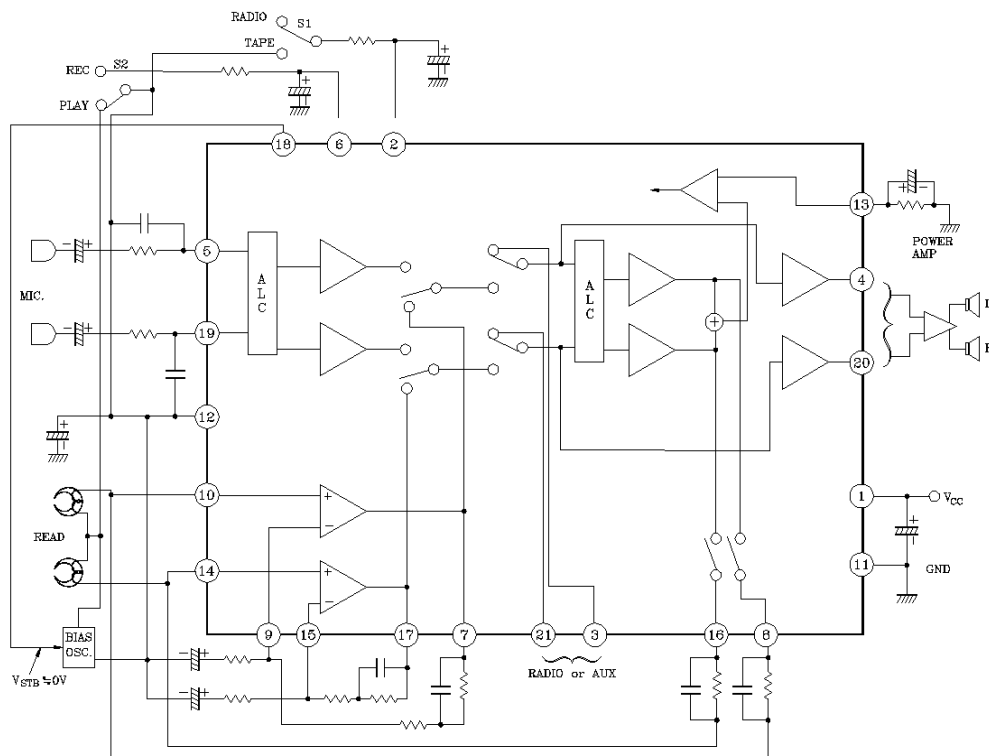 RADIO
S1
TAPE
REC
S2
PLAY
18
6
2
13
POWER
AMP
5
A
L
C
A
L
C
4
MIC.
19
20
12
10
+
−
1
VCC
READ
14
+
−
11
GND
9
15
17
7
21
3
16
8
BIAS
OSC.
RADIO or AUX
VSTB ≒0V